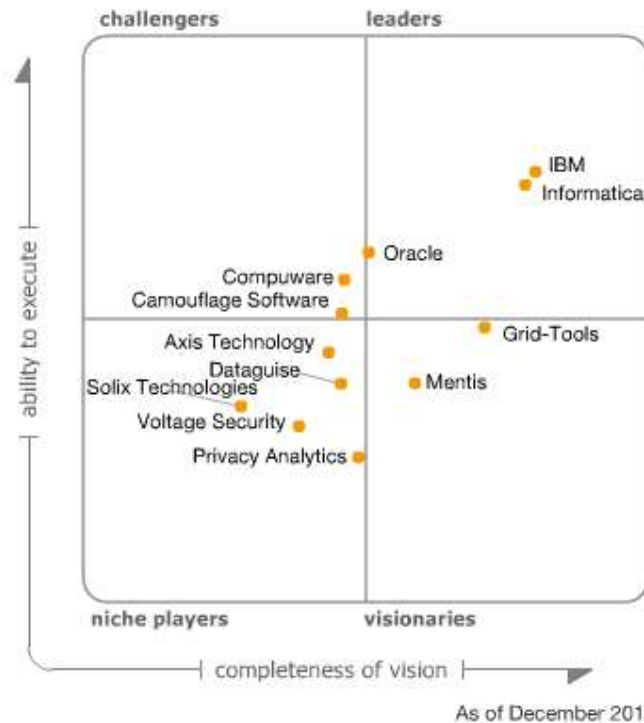 challengers
leaders
IBM
Informatica
Oracle
Compuware
Camouflage Software
Grid-Tools
Axis Technology
Dataguise
Mentis
Solix Technologies
Voltage Security
Privacy Analytics
ability to execute
niche players
visionaries
completeness of vision
As of December 201